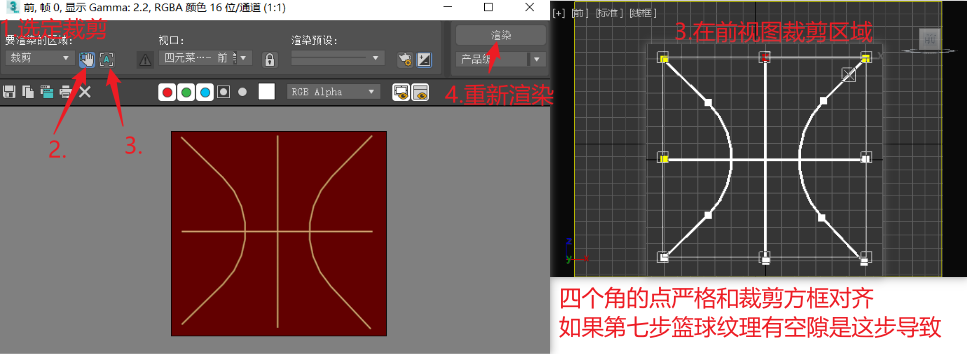 前, 帧 0, 显示 Gamma: 2.2, RGBA 颜色 16 位/通道 (1:1)
1.选定裁剪
要渲染的区域:
视口:
渲染预设:
渲染
裁剪
四元菜… 前
产品级
4.重新渲染
RGB Alpha
2.
3.
[+] [前] [标准] [线框]
3.在前视图裁剪区域
前
z
y
四个角的点严格和裁剪方框对齐
如果第七步篮球纹理有空隙是这步导致